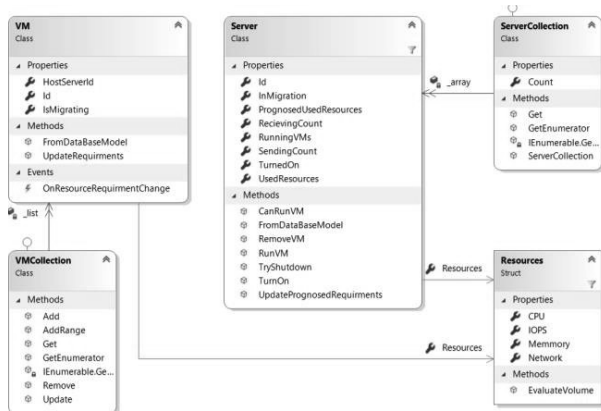 VM
Class
Properties
HostServerId
Id
IsMigrating
Methods
FromDataBaseModel
UpdateRequirments
Events
OnResourceRequirmentChange
_list
VMCollection
Class
Methods
Add
AddRange
Get
GetEnumerator
IEnumerable.Ge...
Remove
Update
Server
Class
Properties
Id
InMigration
PrognosedUsedResources
RecievingCount
RunningVMs
SendingCount
TurnedOn
UsedResources
Methods
CanRunVM
FromDataBaseModel
RemoveVM
RunVM
TryShutdown
TurnOn
UpdatePrognosedRequirments
_array
Resources
Resources
ServerCollection
Class
Properties
Count
Methods
Get
GetEnumerator
IEnumerable.Ge...
ServerCollection
Resources
Struct
Properties
CPU
IOPS
Memmory
Network
Methods
EvaluateVolume